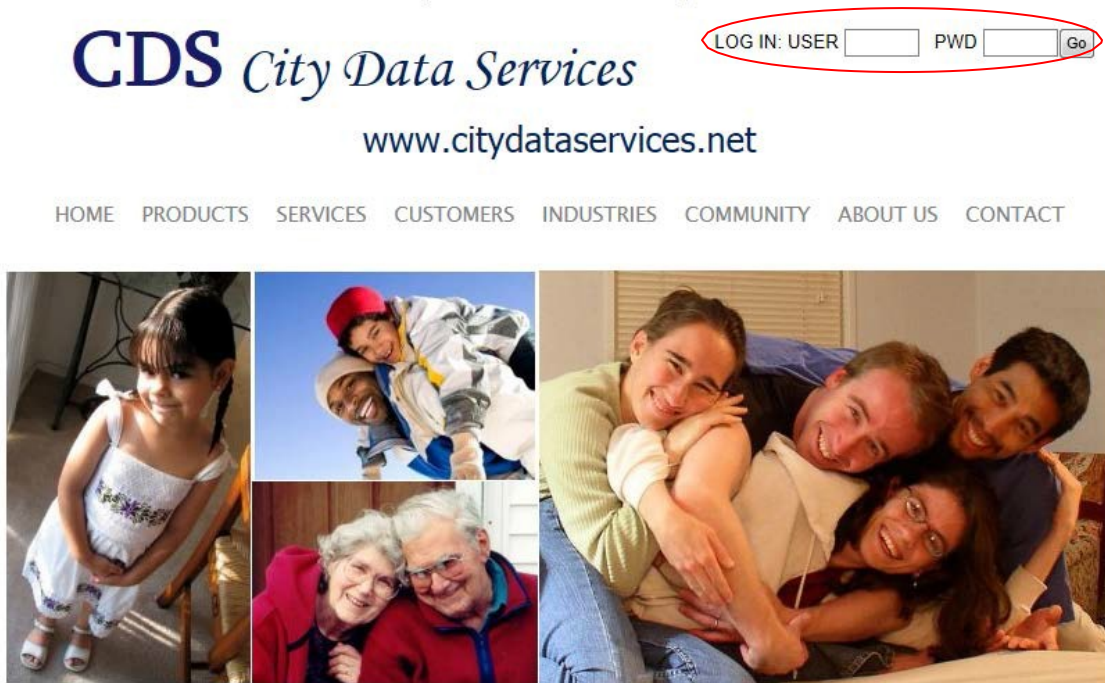 CDS City Data Services
LOG IN: USER PWD Go
www.citydataservices.net
HOME PRODUCTS SERVICES CUSTOMERS INDUSTRIES COMMUNITY ABOUT US CONTACT